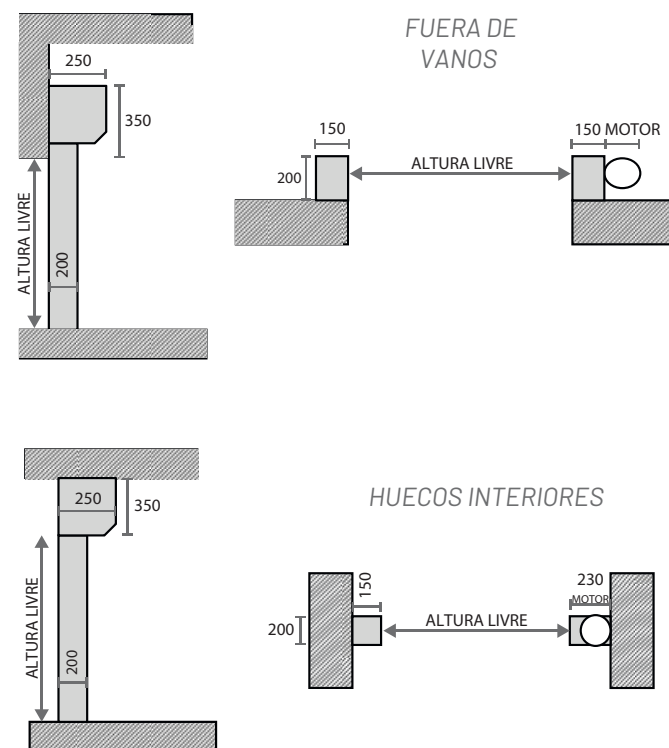 FUERA DE
VANOS
250
350
ALTURA LIVRE
200
150
200
ALTURA LIVRE
150 MOTOR
HUECOS INTERIORES
250
350
ALTURA LIVRE
200
150
200
ALTURA LIVRE
230
MOTOR